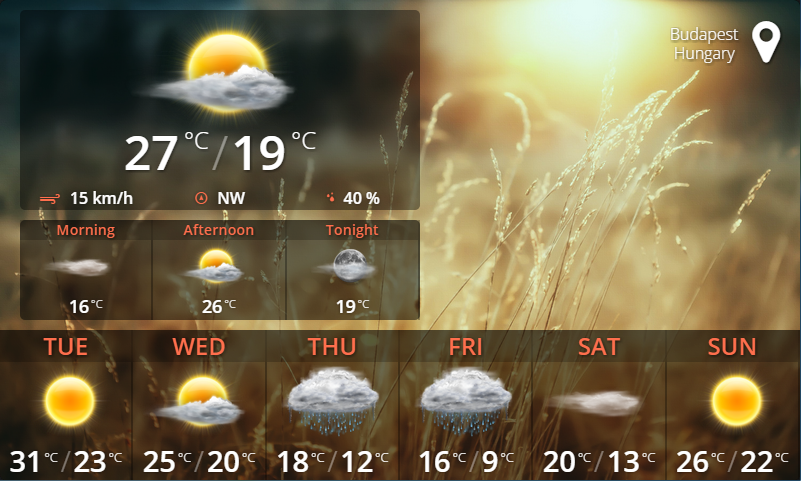 Budapest
Hungary
27 °C / 19 °C
15 km/h NW 40 %
Morning Afternoon Tonight
16 °C 26 °C 19 °C
TUE WED THU FRI SAT SUN
31 °C / 23 °C 25 °C / 20 °C 18 °C / 12 °C 16 °C / 9 °C 20 °C / 13 °C 26 °C / 22 °C